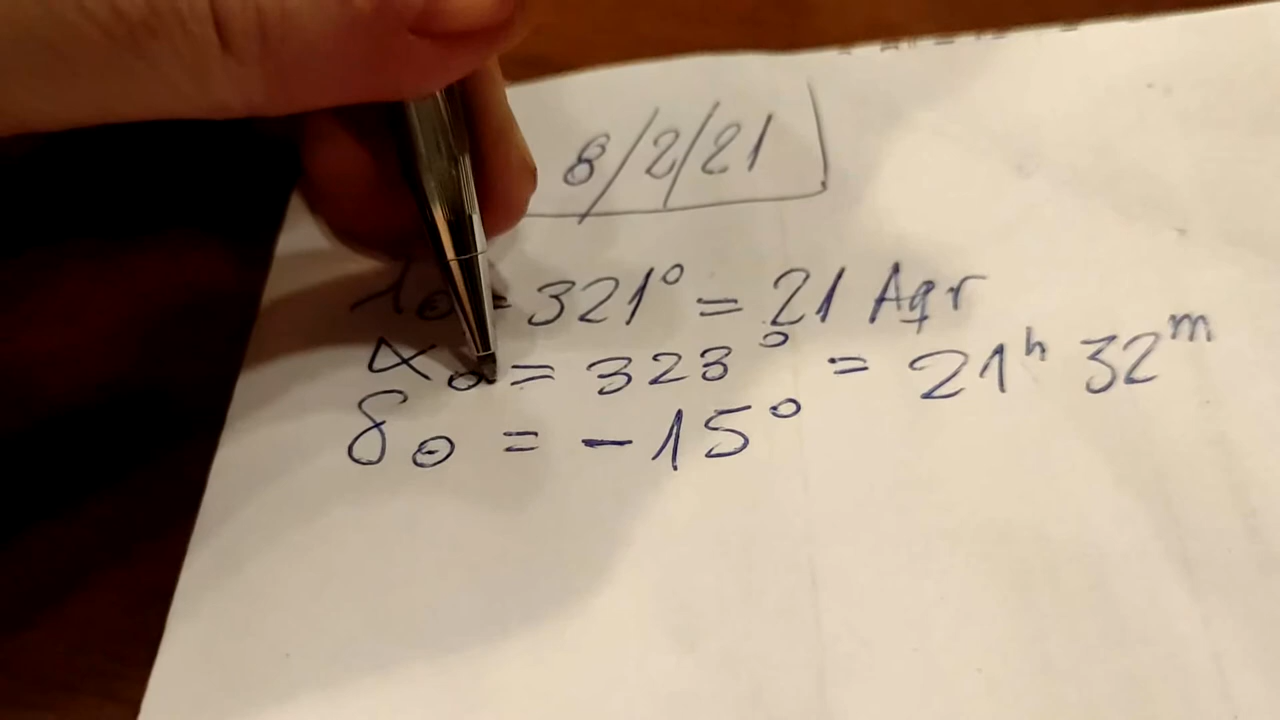 8/2/21
λ☉ = 321° = 21 Aqr
α☉ = 323° = 21ʰ 32ᵐ
δ☉ = -15°